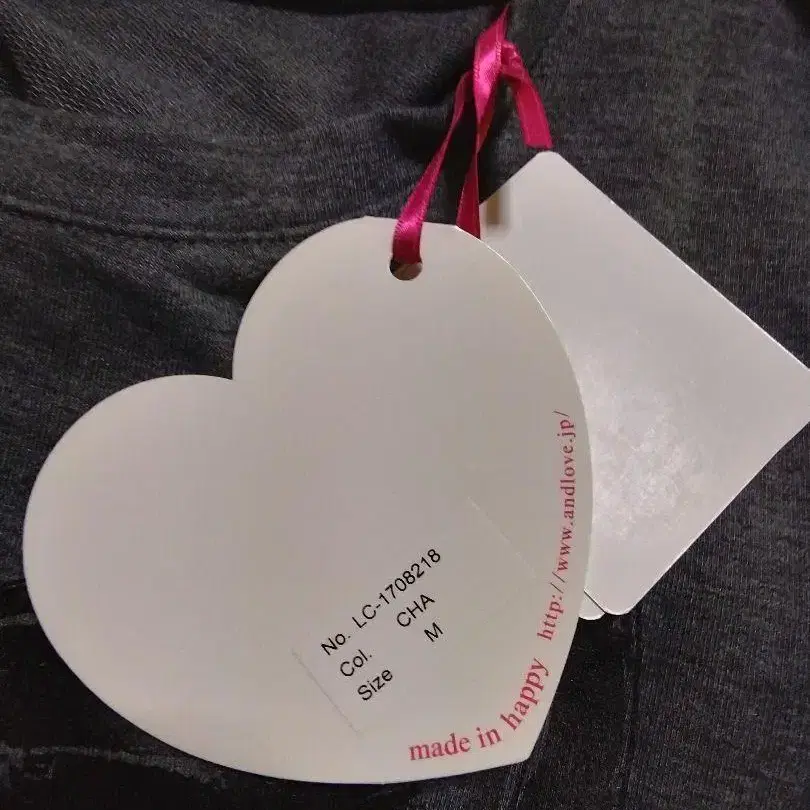 No. LC-1708218
Col. CHA
Size M
made in happy http://www.andlove.jp/